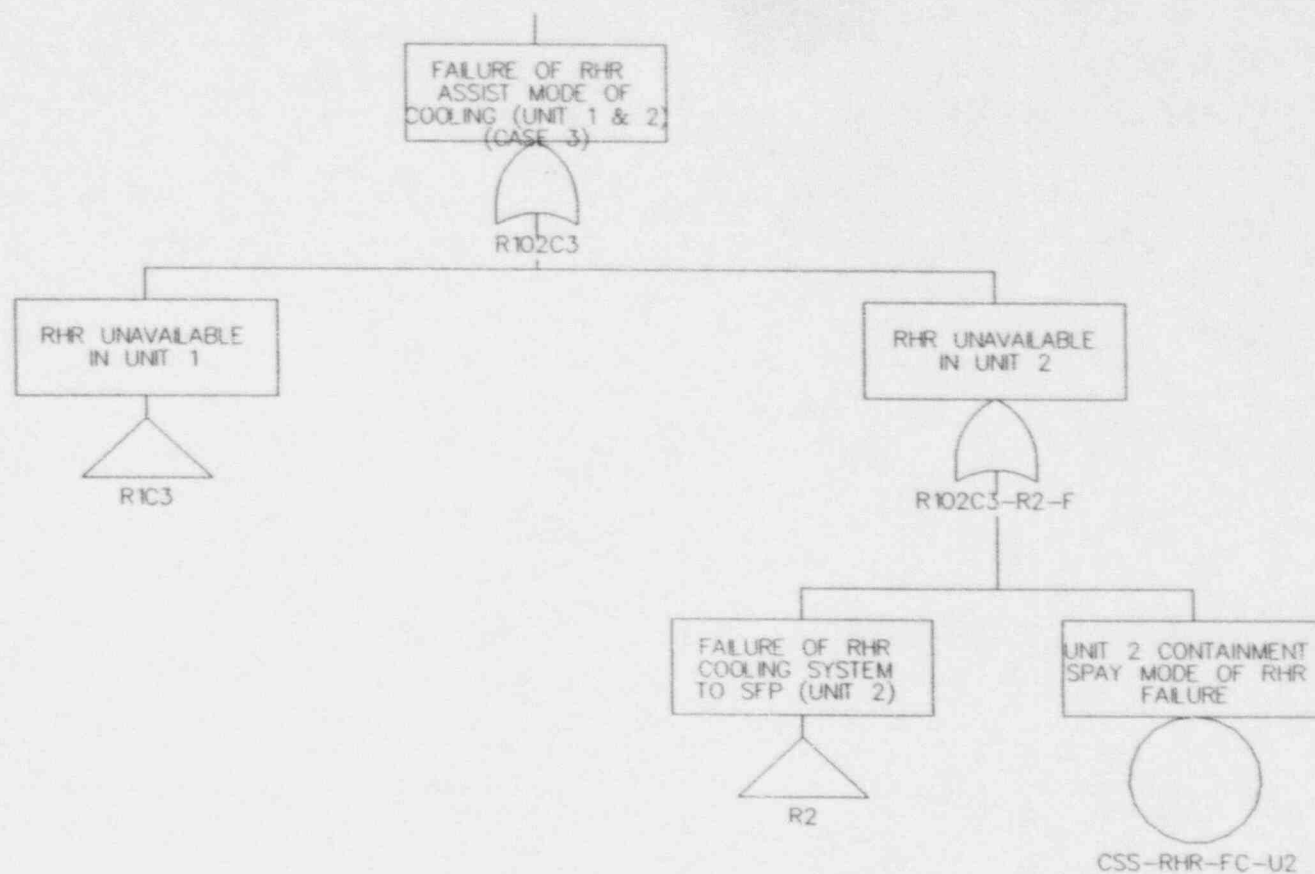 FAILURE OF RHR
ASSIST MODE OF
COOLING (UNIT 1 & 2)
(CASE 3)
R102C3
RHR UNAVAILABLE
IN UNIT 1
R1C3
RHR UNAVAILABLE
IN UNIT 2
R102C3-R2-F
FAILURE OF RHR
COOLING SYSTEM
TO SFP (UNIT 2)
R2
UNIT 2 CONTAINMENT
SPAY MODE OF RHR
FAILURE
CSS-RHR-FC-U2